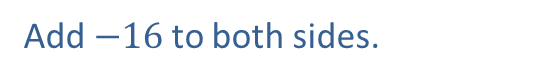 Add −16 to both sides.